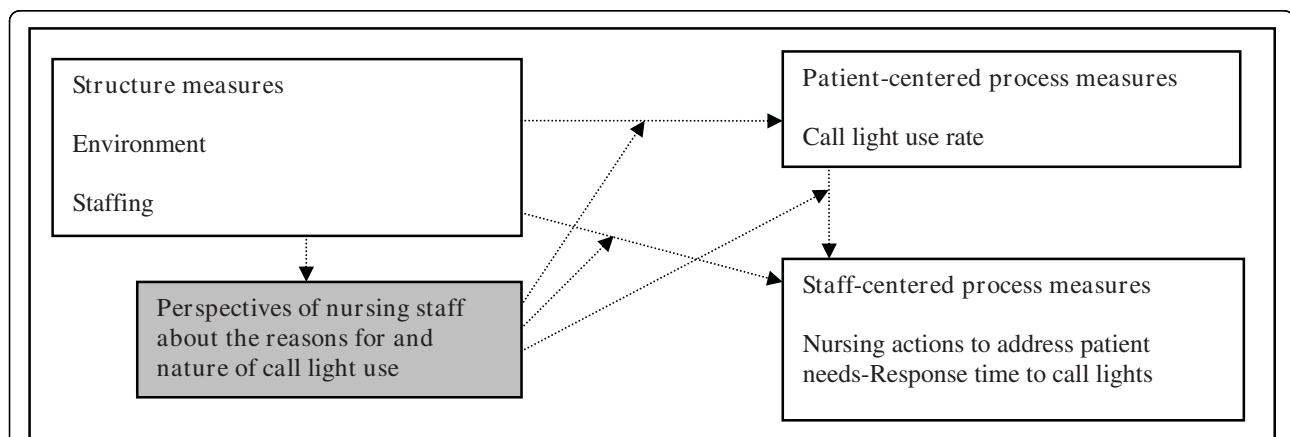 Structure measures
Environment
Staffing
Perspectives of nursing staff
about the reasons for and
nature of call light use
Patient-centered process measures
Call light use rate
Staff-centered process measures
Nursing actions to address patient
needs-Response time to call lights